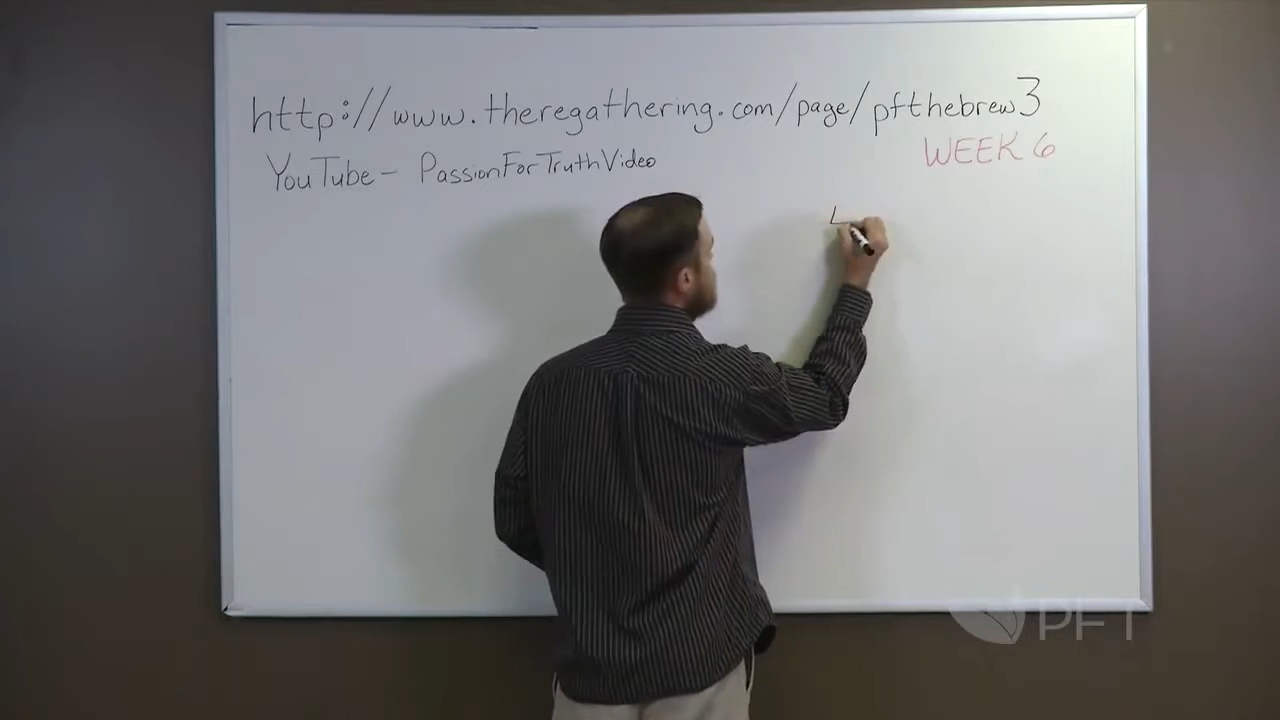 http://www.theregathering.com/page/pfthebrew3
YouTube- PassionForTruthVideo
WEEK 6
PFT